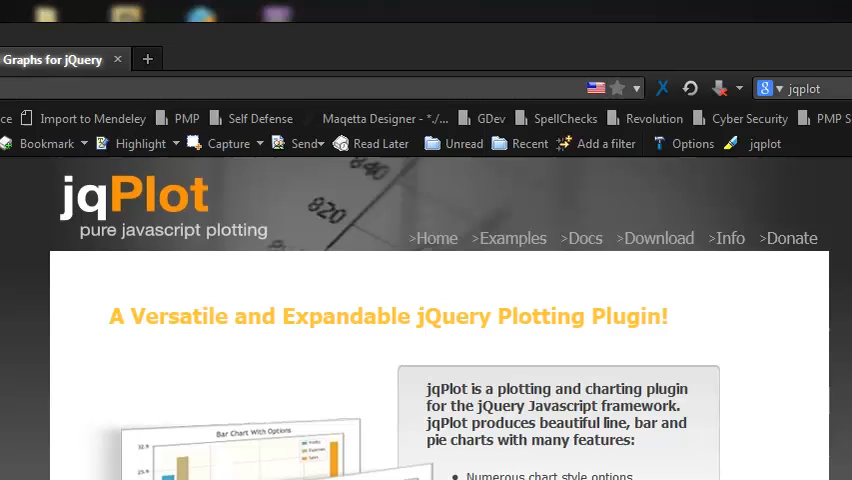 Graphs for jQuery
jqplot
ce Import to Mendeley PMP Self Defense Maqetta Designer - *./... GDev SpellChecks Revolution Cyber Security PMP S
Bookmark Highlight Capture Send Read Later Unread Recent Add a filter Options jqplot
jqPlot
pure javascript plotting
840
820
>Home >Examples >Docs >Download >Info >Donate
A Versatile and Expandable jQuery Plotting Plugin!
jqPlot is a plotting and charting plugin
for the jQuery Javascript framework.
jqPlot produces beautiful line, bar and
pie charts with many features:
• Numerous chart style options
Bar Chart With Options